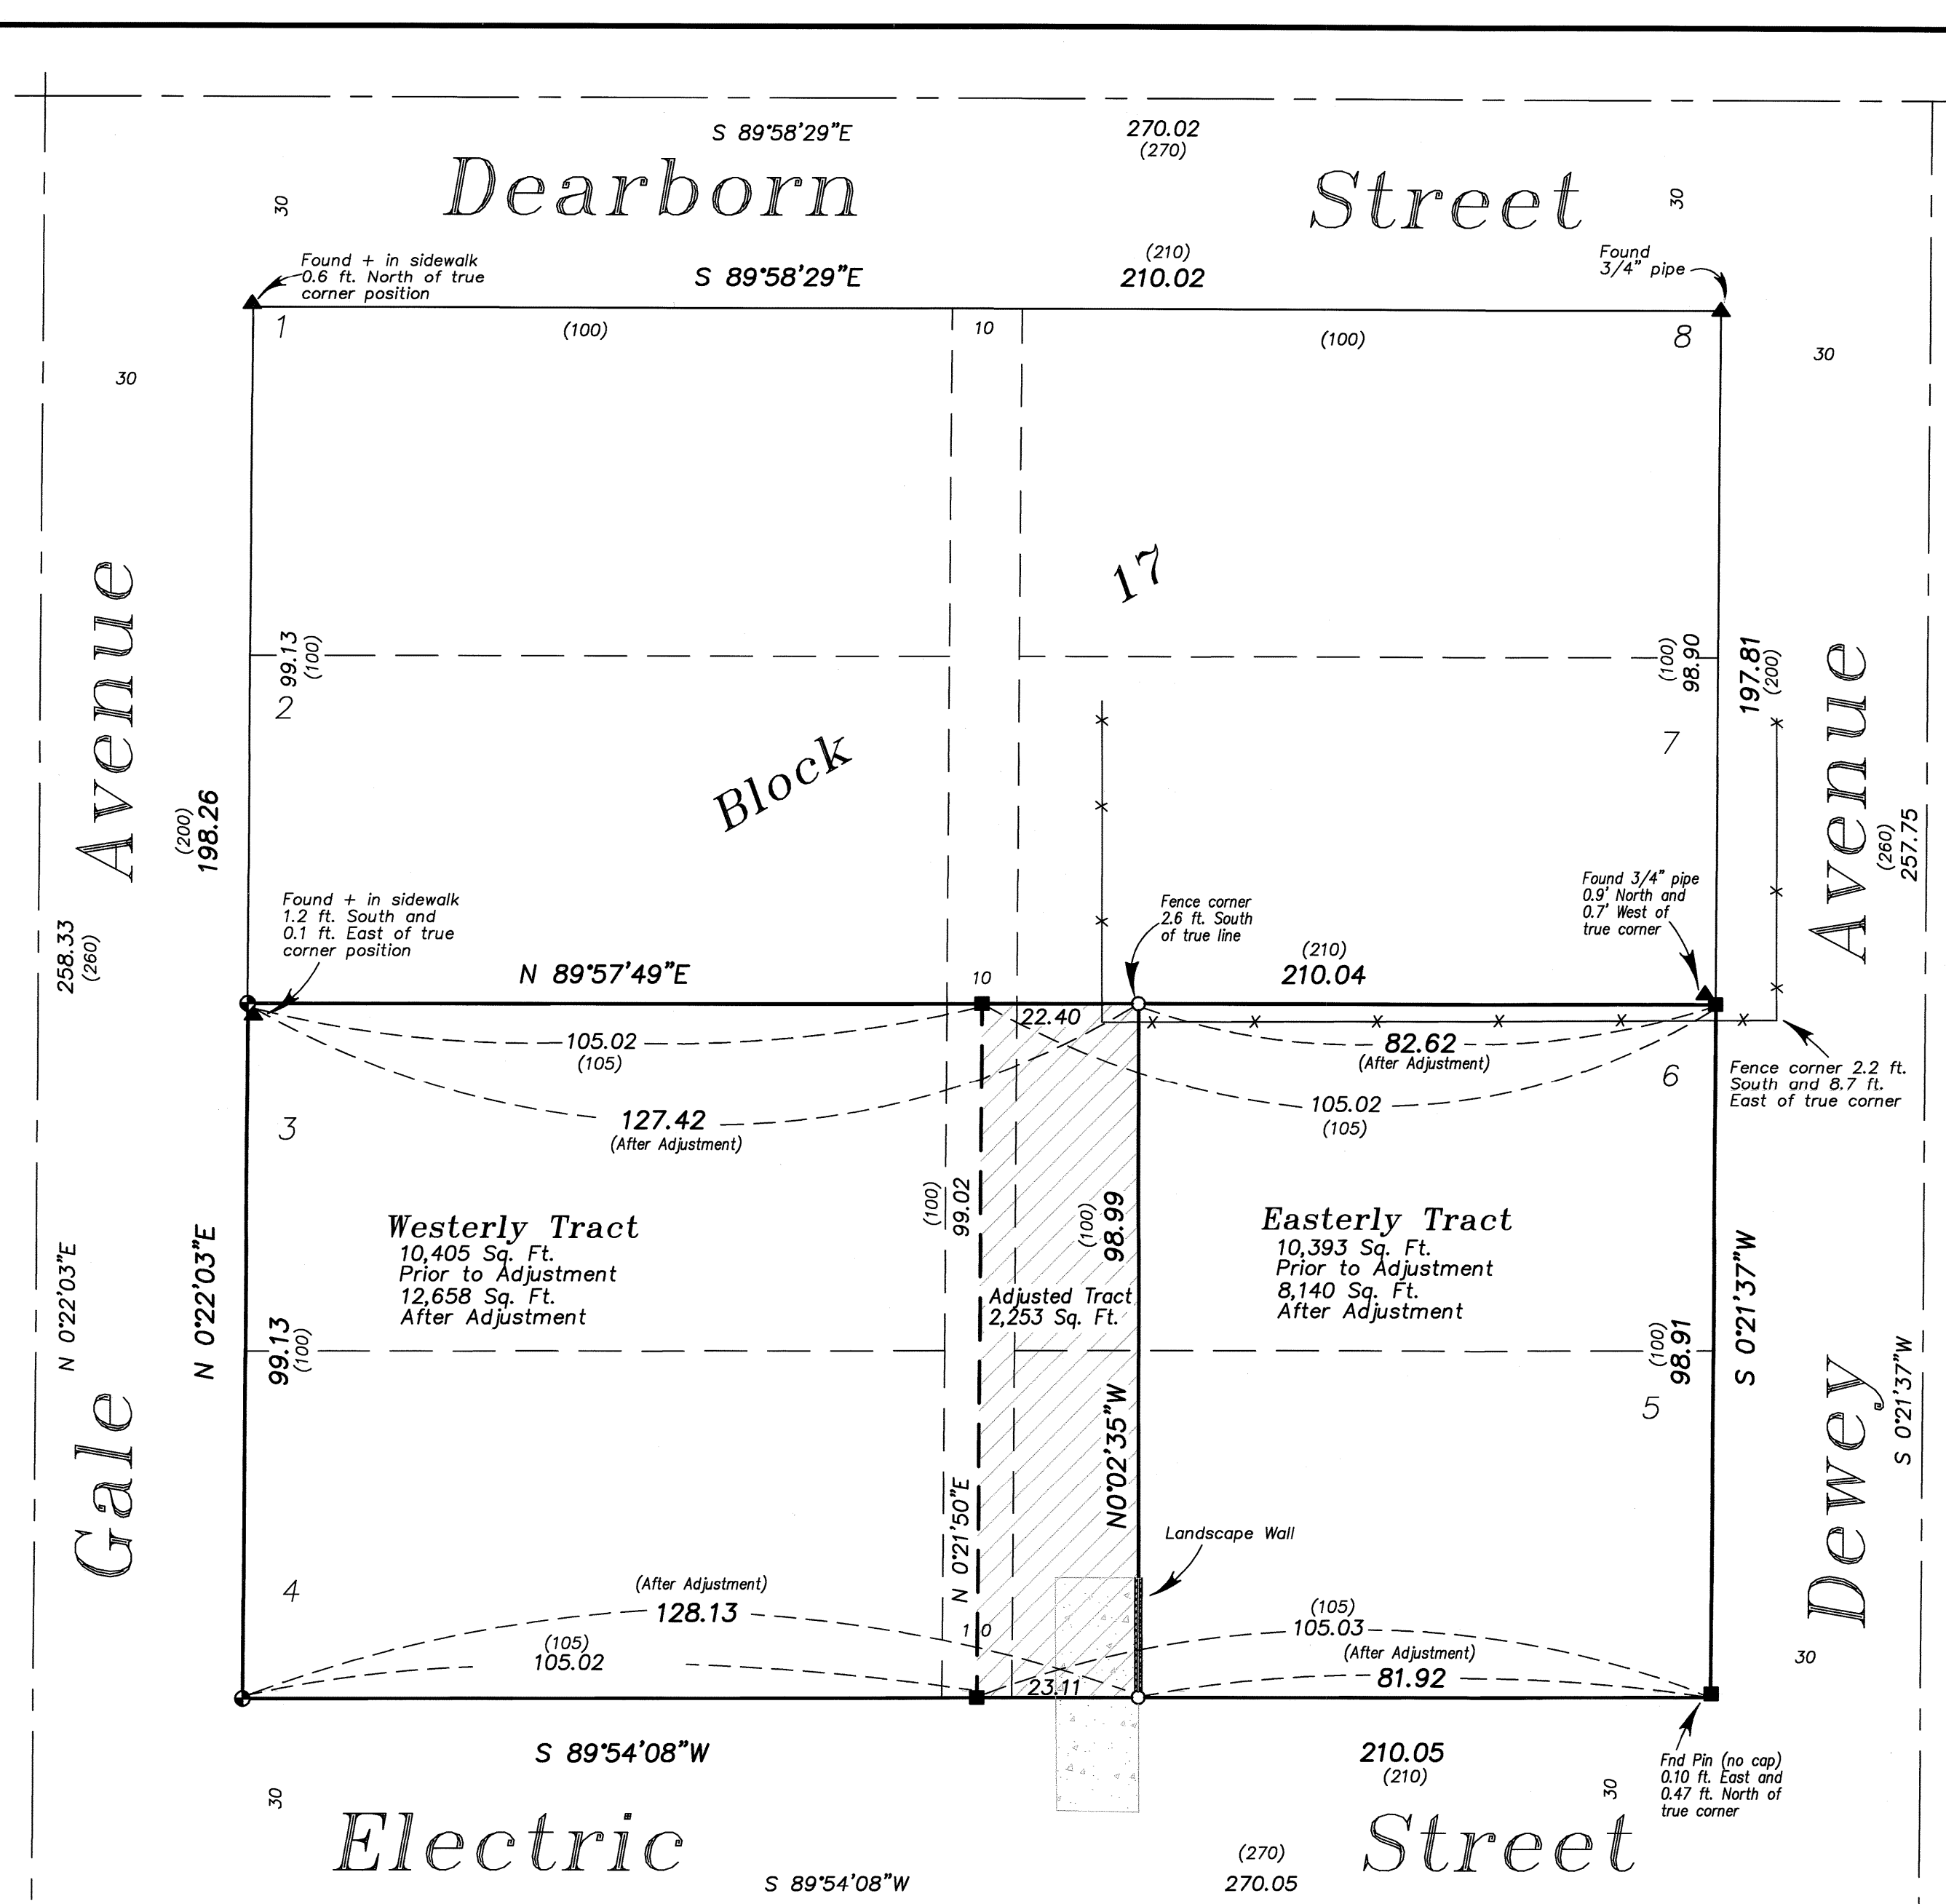 S 89°58'29"E
270.02
(270)
Dearborn Street
30
30
Found + in sidewalk
0.6 ft. North of true
corner position
S 89°58'29"E
(210)
210.02
Found
3/4" pipe
1
(100)
10
(100)
8
30
30
17
99.13
(100)
(100)
98.90
197.81
(200)
2
7
Block
Avenue
Avenue
(200)
198.26
(260)
257.75
258.33
(260)
Found + in sidewalk
1.2 ft. South and
0.1 ft. East of true
corner position
Fence corner
2.6 ft. South
of true line
Found 3/4" pipe
0.9' North and
0.7' West of
true corner
N 89°57'49"E
10
(210)
210.04
22.40
105.02
(105)
82.62
(After Adjustment)
6
Fence corner 2.2 ft.
South and 8.7 ft.
East of true corner
3
127.42
(After Adjustment)
105.02
(105)
(100)
99.02
(100)
98.99
Westerly Tract
10,405 Sq. Ft.
Prior to Adjustment
12,658 Sq. Ft.
After Adjustment
Easterly Tract
10,393 Sq. Ft.
Prior to Adjustment
8,140 Sq. Ft.
After Adjustment
Adjusted Tract
2,253 Sq. Ft.
N 0°22'03"E
N 0°22'03"E
S 0°21'37"W
S 0°21'37"W
99.13
(100)
(100)
98.91
5
N0°02'35"W
N 0°21'50"E
Gale
Dewey
Landscape Wall
4
(After Adjustment)
128.13
(105)
105.02
10
(105)
105.03
(After Adjustment)
81.92
23.11
30
S 89°54'08"W
210.05
(210)
Fnd Pin (no cap)
0.10 ft. East and
0.47 ft. North of
true corner
30
30
Electric Street
S 89°54'08"W
(270)
270.05